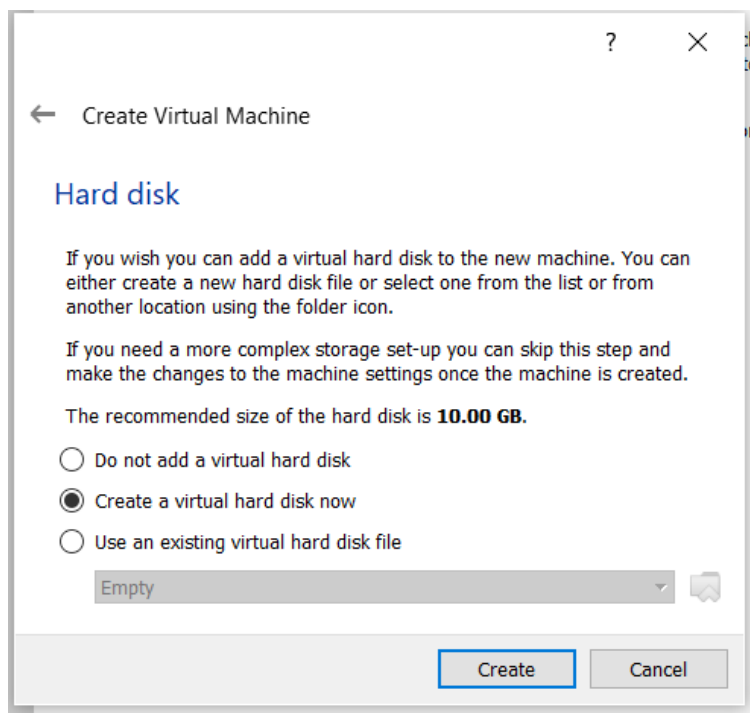 ?
Create Virtual Machine
Hard disk
If you wish you can add a virtual hard disk to the new machine. You can
either create a new hard disk file or select one from the list or from
another location using the folder icon.
If you need a more complex storage set-up you can skip this step and
make the changes to the machine settings once the machine is created.
The recommended size of the hard disk is 10.00 GB.
Do not add a virtual hard disk
Create a virtual hard disk now
Use an existing virtual hard disk file
Empty
Create Cancel